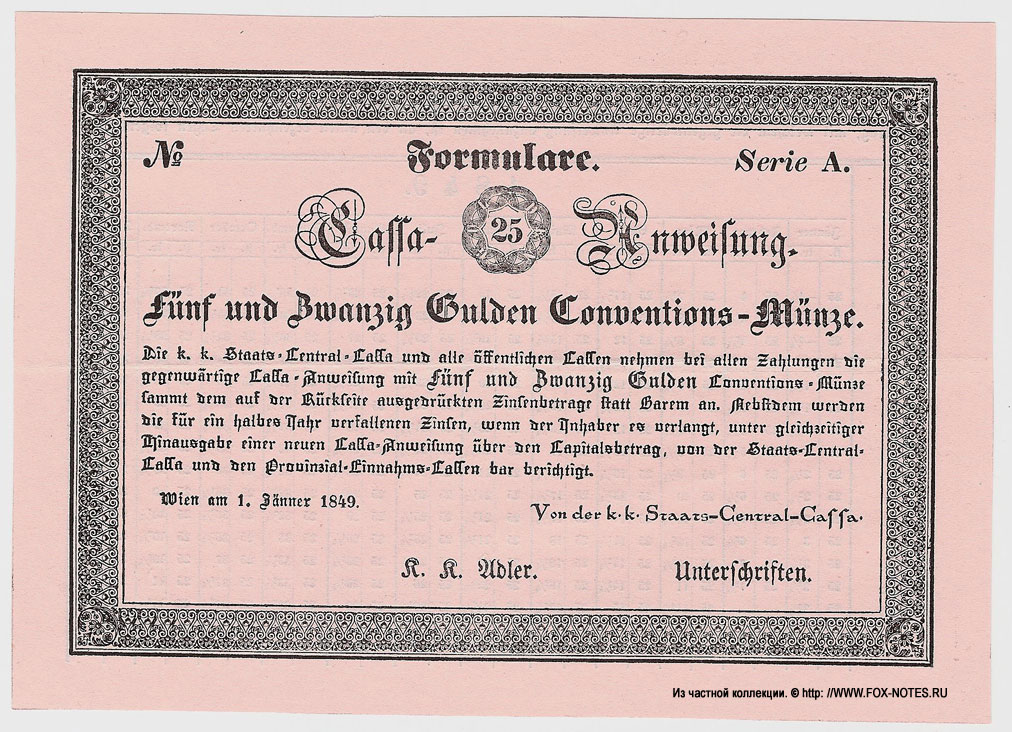 № Formulare. Serie A.
Cassa- 25 Anweisung.
Fünf und Zwanzig Gulden Conventions-Münze.
Die k. k. Staats-Central-Cassa und alle öffentlichen Cassen nehmen bei allen Zahlungen die
gegenwärtige Cassa-Anweisung mit Fünf und Zwanzig Gulden Conventions-Münze
sammt dem auf der Rückseite ausgedrückten Zinsenbetrage statt Barem an. Nebstdem werden
die für ein halbes Jahr verfallenen Zinsen, wenn der Inhaber es verlangt, unter gleichzeitiger
Hinausgabe einer neuen Cassa-Anweisung über den Capitalsbetrag, von der Staats-Central-
Cassa und den Provinzial-Einnahms-Cassen bar berichtigt.
Wien am 1. Jänner 1849.
Von der k. k. Staats-Central-Cassa.
K. K. Adler. Unterschriften.
Из частной коллекции. © http: //WWW.FOX-NOTES.RU